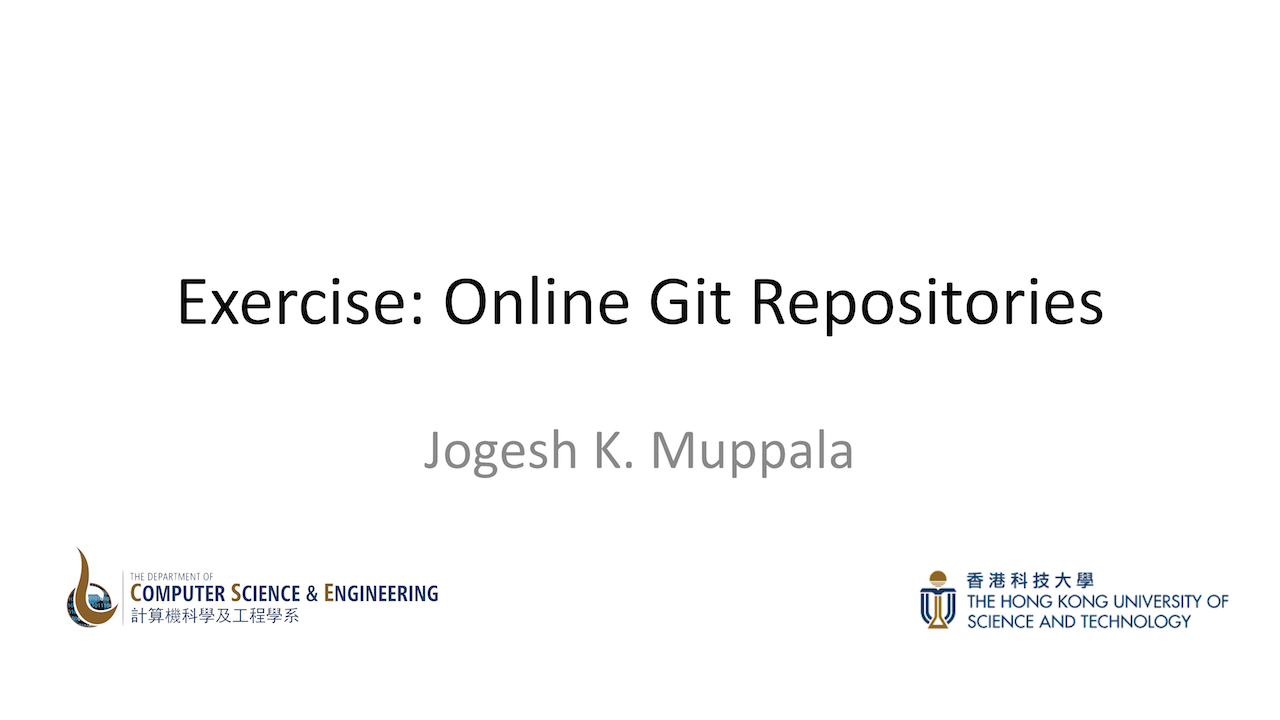 Exercise: Online Git Repositories
Jogesh K. Muppala
THE DEPARTMENT OF
COMPUTER SCIENCE & ENGINEERING
計算機科學及工程學系
香港科技大學
THE HONG KONG UNIVERSITY OF
SCIENCE AND TECHNOLOGY